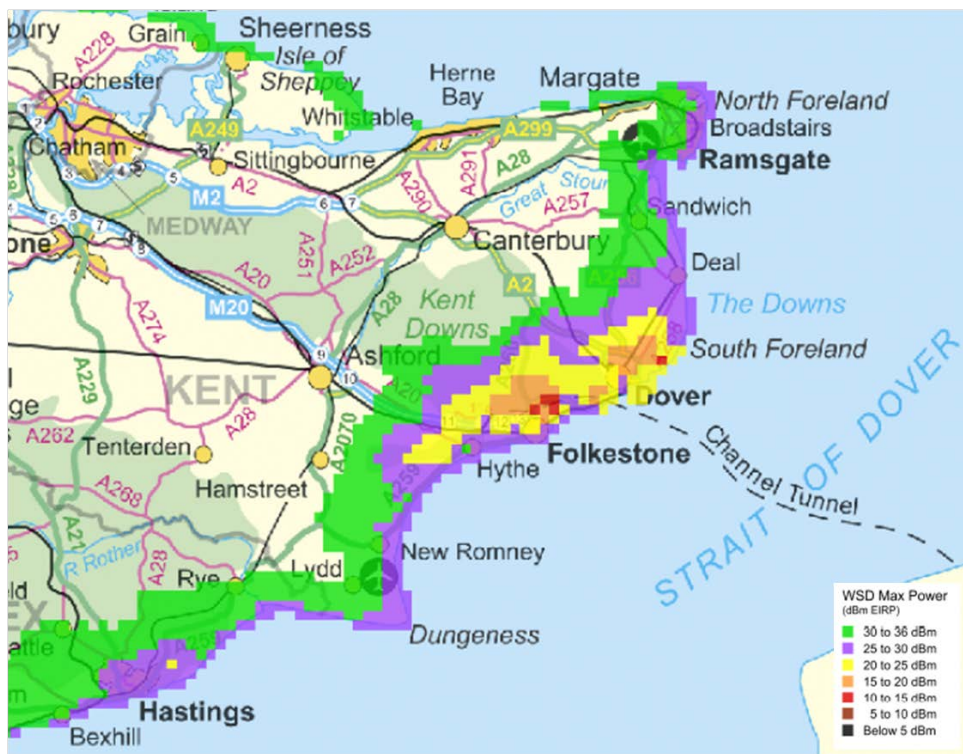 bury
Grain
Sheerness
A228
Isle of
Sheppey
Rochester
Herne
Bay
Margate
North Foreland
Whitstable
Broadstairs
A249
A299
Chatham
Ramsgate
Sittingbourne
A28
A291
A2
M2
A290
Great Stour
A257
Sandwich
MEDWAY
Canterbury
one
A251
A252
A20
A2
Deal
M20
A28
Kent
Downs
The Downs
A274
South Foreland
Ashford
KENT
A20
Dover
A229
A28
A262
A2070
Folkestone
Channel Tunnel
STRAIT OF DOVER
Tenterden
Hythe
A259
Hamstreet
A268
A21
New Romney
R Rother
A28
Rye
Lydd
EX
Dungeness
A259
Hastings
Bexhill
WSD Max Power
(dBm EIRP)
30 to 36 dBm
25 to 30 dBm
20 to 25 dBm
15 to 20 dBm
10 to 15 dBm
5 to 10 dBm
Below 5 dBm